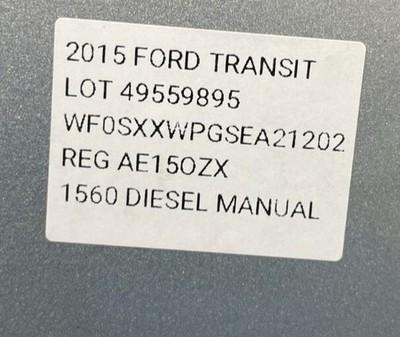 2015 FORD TRANSIT
LOT 49559895
WF0SXXWPGSEA21202
REG AE15OZX
1560 DIESEL MANUAL